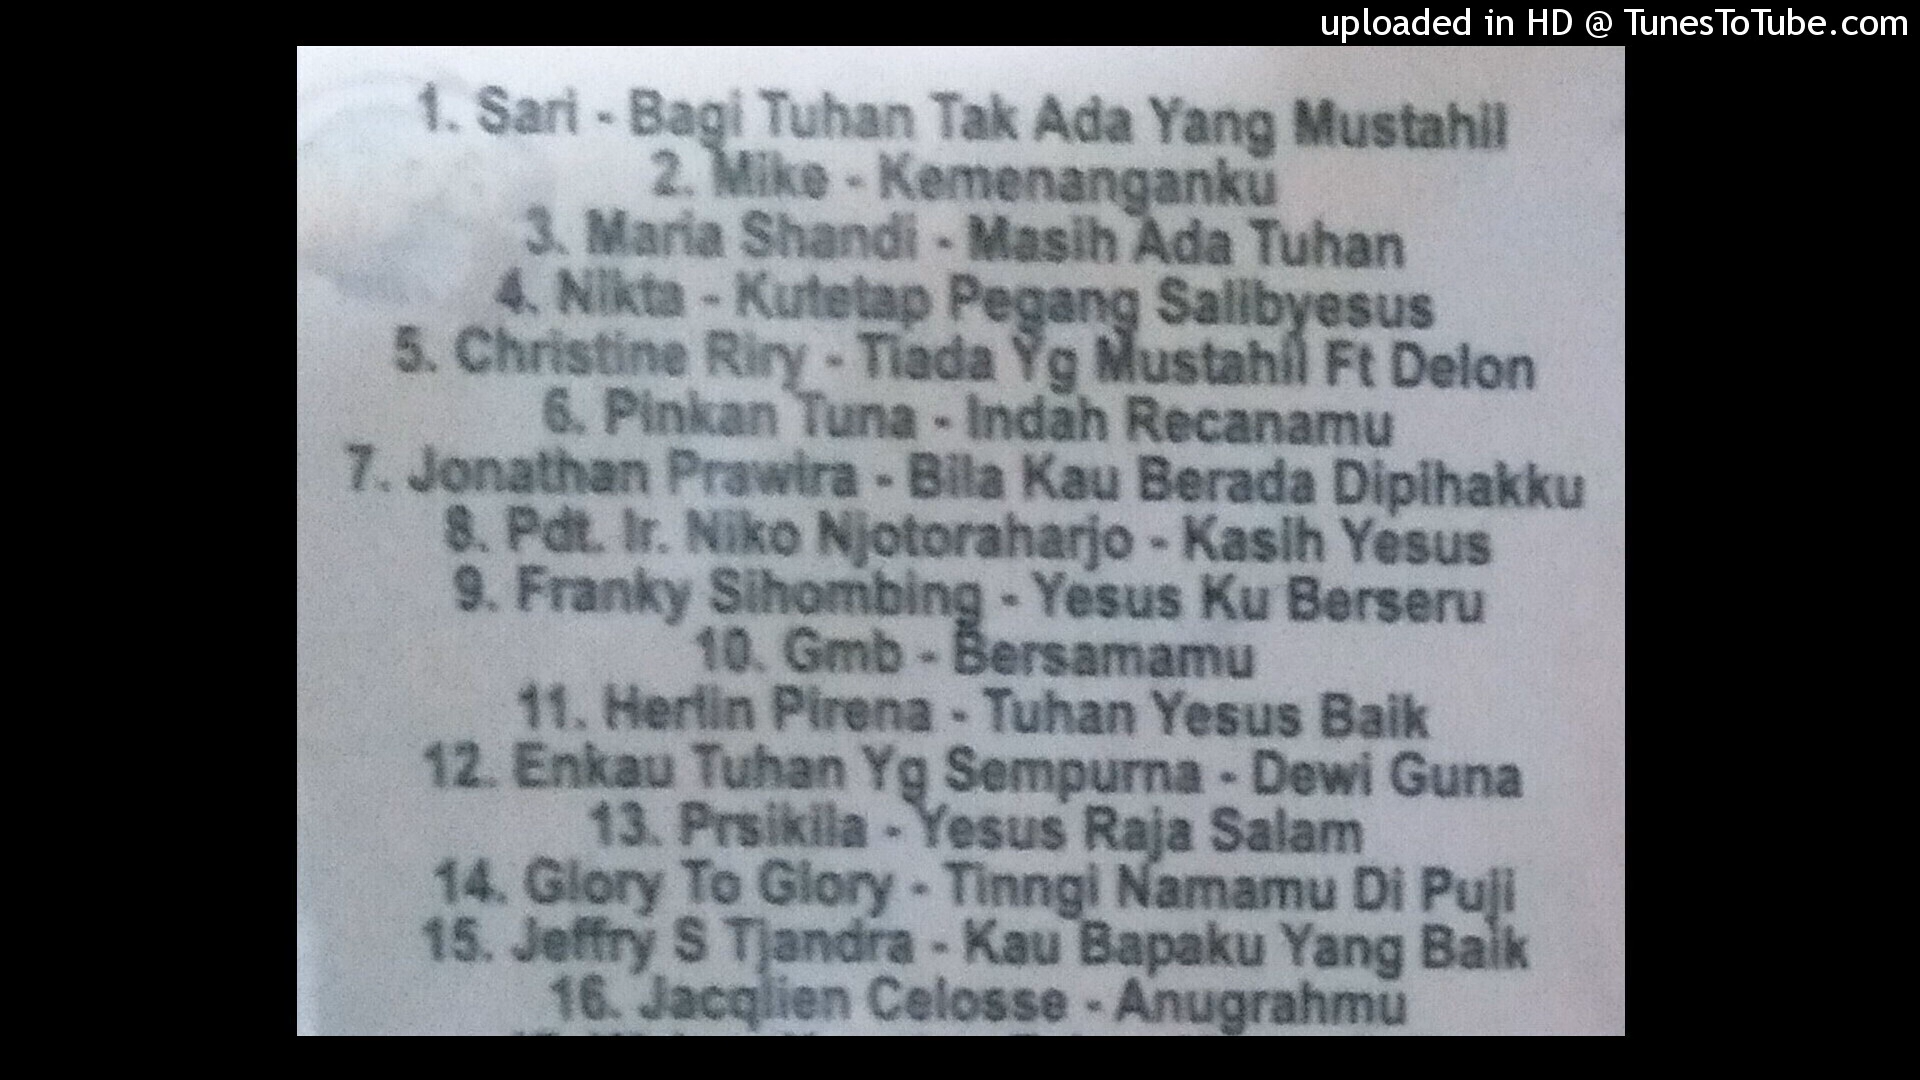 uploaded in HD @ TunesToTube.com
1. Sari - Bagi Tuhan Tak Ada Yang Mustahil
2. Mike - Kemenanganku
3. Maria Shandi - Masih Ada Tuhan
4. Nikta - Kutetap Pegang Salibyesus
5. Christine Riry - Tiada Yg Mustahil Ft Delon
6. Pinkan Tuna - Indah Recanamu
7. Jonathan Prawira - Bila Kau Berada Dipihakku
8. Pdt. Ir. Niko Njotoraharjo - Kasih Yesus
9. Franky Sihombing - Yesus Ku Berseru
10. Gmb - Bersamamu
11. Herlin Pirena - Tuhan Yesus Baik
12. Enkau Tuhan Yg Sempurna - Dewi Guna
13. Prsikila - Yesus Raja Salam
14. Glory To Glory - Tinngi Namamu Di Puji
15. Jeffry S Tjandra - Kau Bapaku Yang Baik
16. Jacqlien Celosse - Anugrahmu